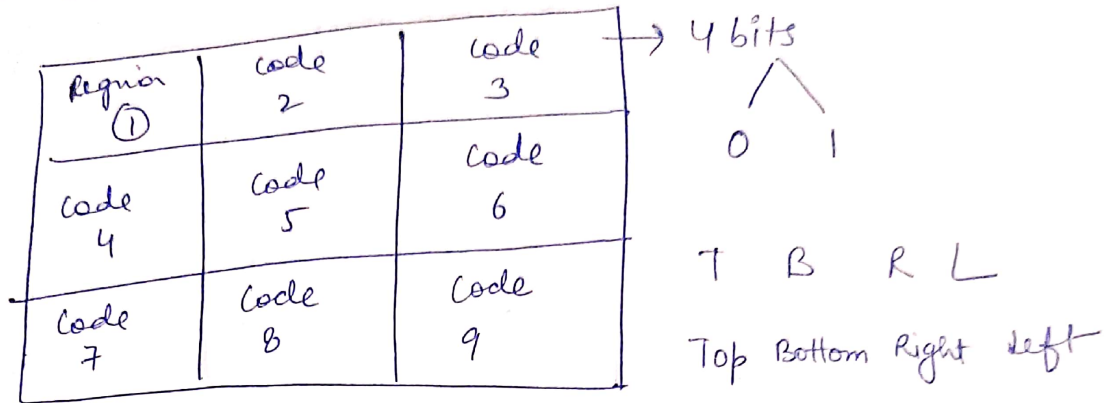 Region code code → 4 bits
① 2 3
0 1
Code Code Code
4 5 6
T B R L
Code Code Code
7 8 9
Top Bottom Right Left